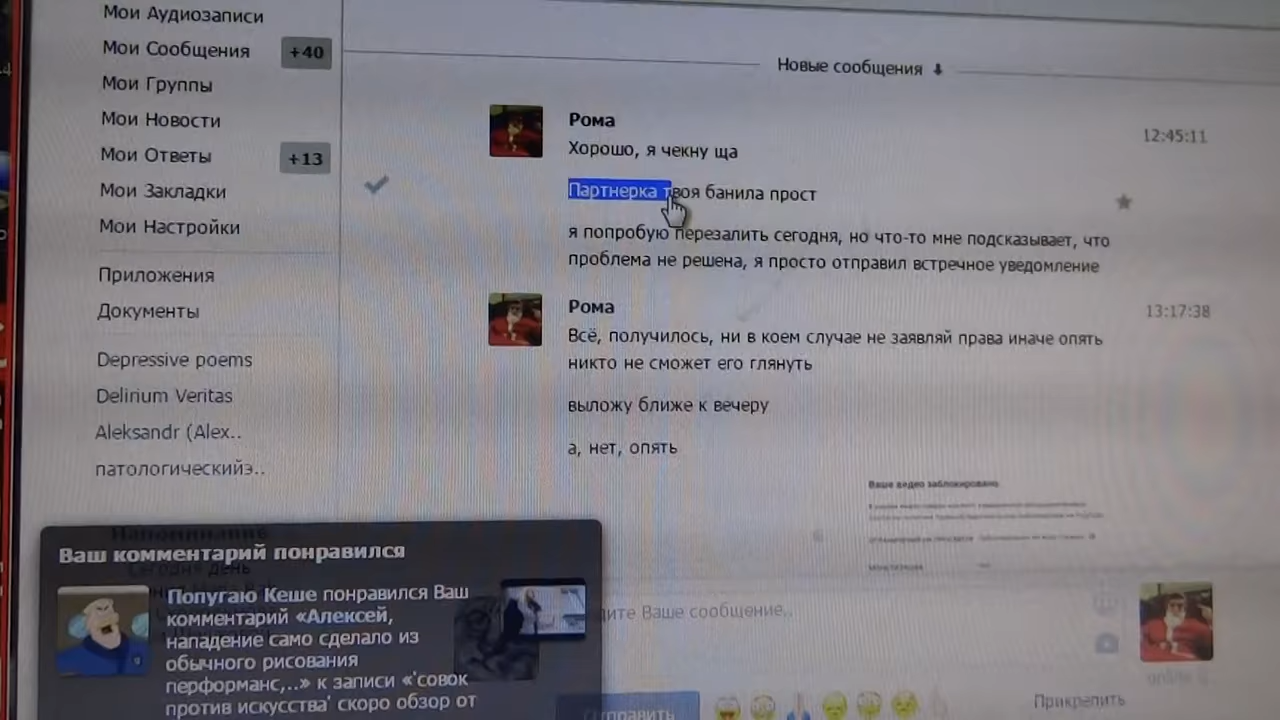 Мои Аудиозаписи
Мои Сообщения +40
Мои Группы
Мои Новости
Мои Ответы +13
Мои Закладки
Мои Настройки
Приложения
Документы
Depressive poems
Delirium Veritas
Aleksandr (Alex..
патологическийэ..
Новые сообщения
Рома 12:45:11
Хорошо, я чекну ща
Партнерка твоя банила прост
я попробую перезалить сегодня, но что-то мне подсказывает, что
проблема не решена, я просто отправил встречное уведомление
Рома 13:17:38
Всё, получилось, ни в коем случае не заявляй права иначе опять
никто не сможет его глянуть
выложу ближе к вечеру
а, нет, опять
Ваше видео заблокировано
Ваше сообщение..
Отправить
Прикрепить
Ваш комментарий понравился
Попугаю Кеше понравился Ваш
комментарий «Алексей,
нападение само сделало из
обычного рисования
перформанс,..» к записи «'совок
против искусства' скоро обзор от